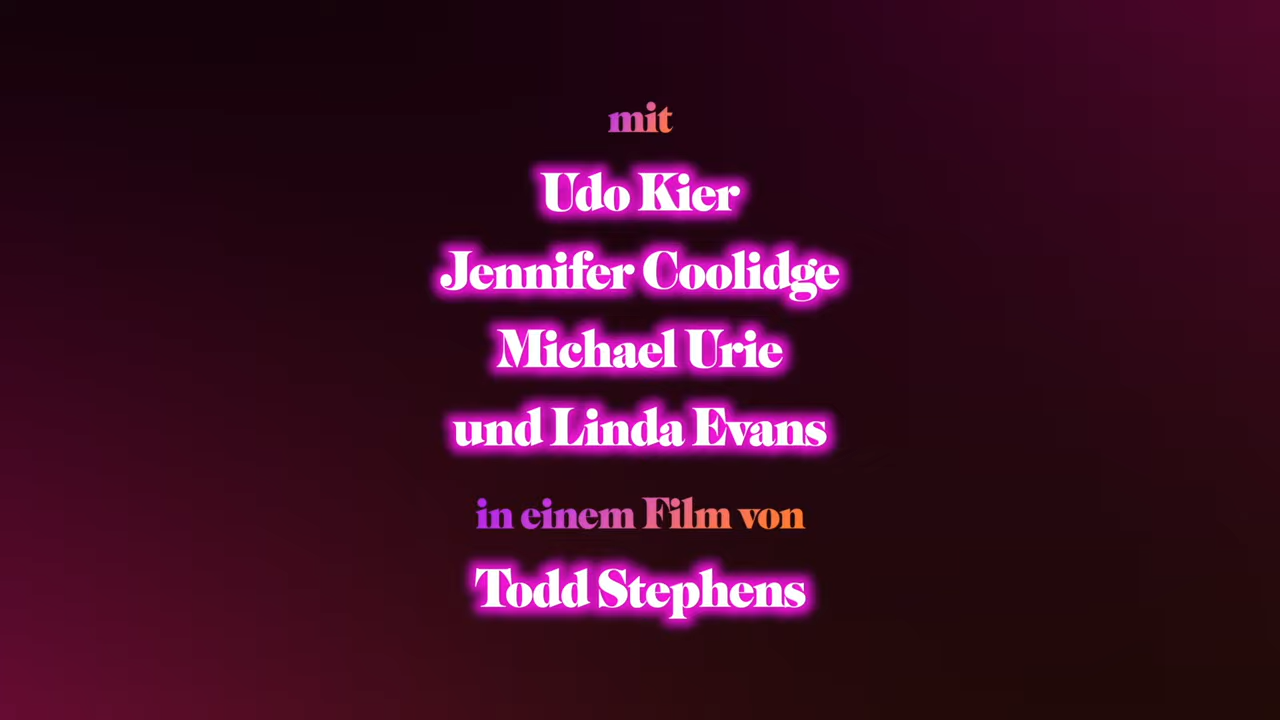 mit
Udo Kier
Jennifer Coolidge
Michael Urie
und Linda Evans
in einem Film von
Todd Stephens